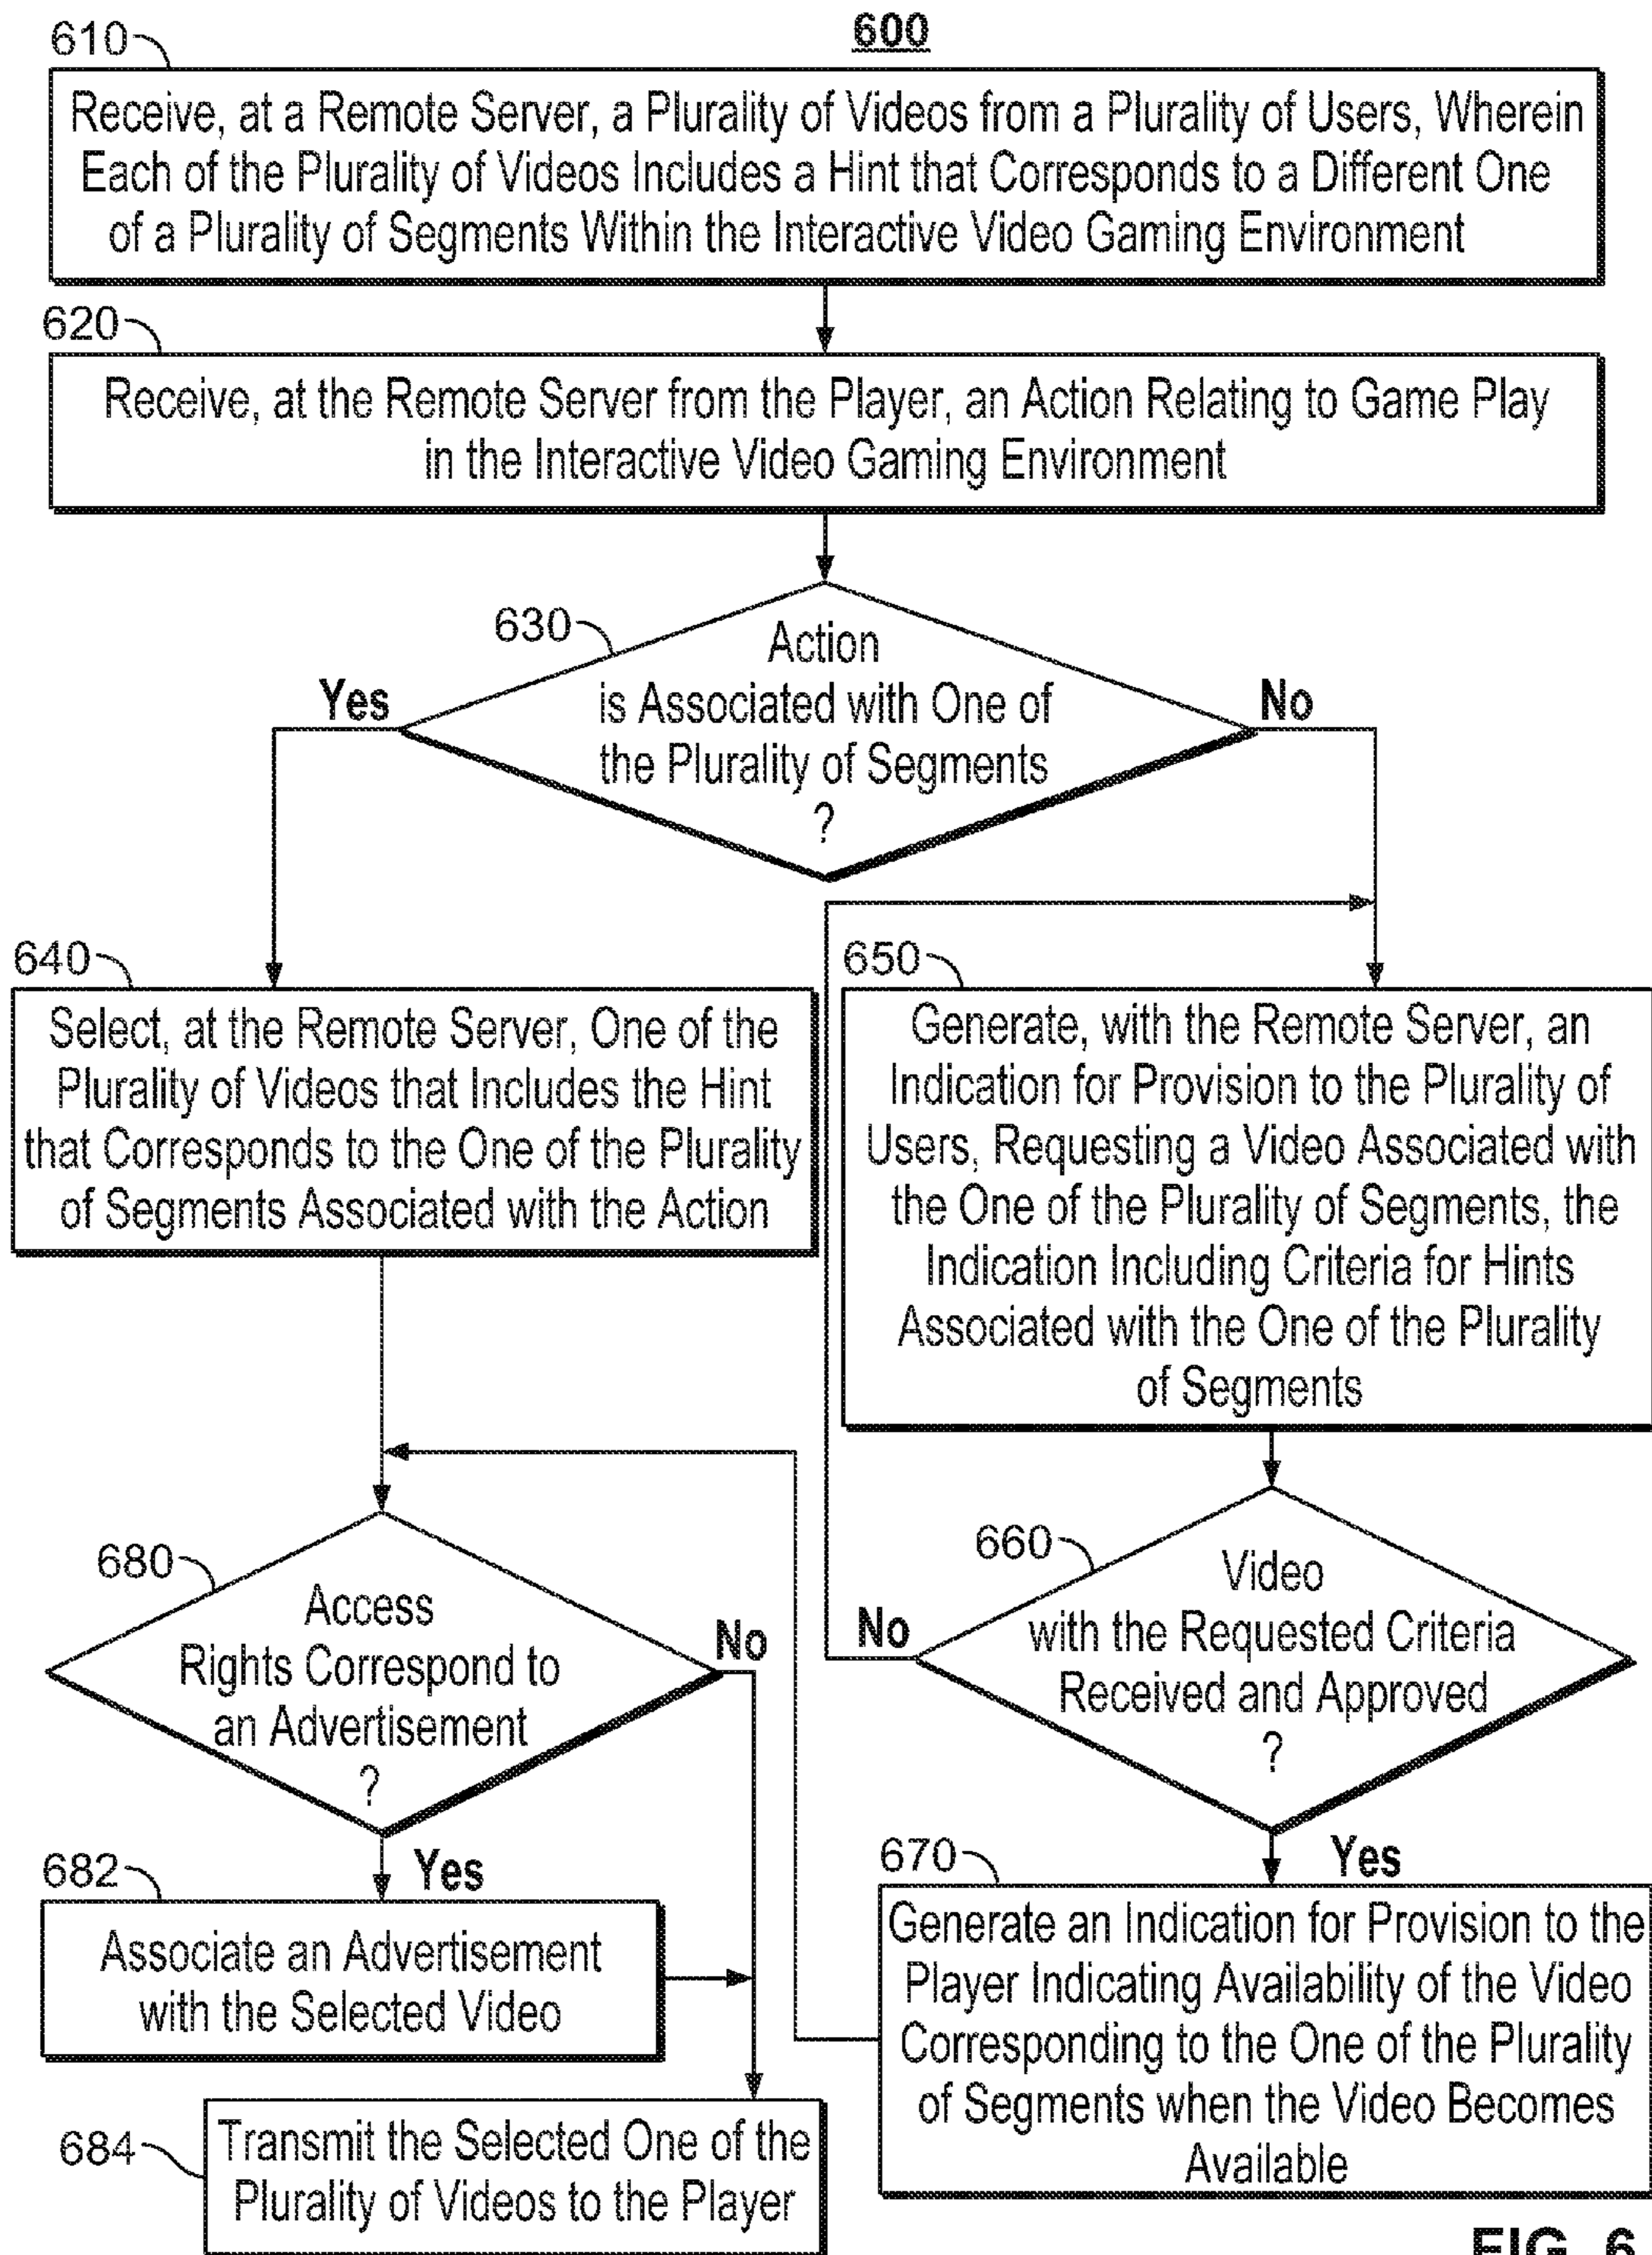 600
610
Receive, at a Remote Server, a Plurality of Videos from a Plurality of Users, Wherein
Each of the Plurality of Videos Includes a Hint that Corresponds to a Different One
of a Plurality of Segments Within the Interactive Video Gaming Environment
620
Receive, at the Remote Server from the Player, an Action Relating to Game Play
in the Interactive Video Gaming Environment
630
Action
is Associated with One of
the Plurality of Segments
?
Yes
No
640
Select, at the Remote Server, One of the
Plurality of Videos that Includes the Hint
that Corresponds to the One of the Plurality
of Segments Associated with the Action
650
Generate, with the Remote Server, an
Indication for Provision to the Plurality of
Users, Requesting a Video Associated with
the One of the Plurality of Segments, the
Indication Including Criteria for Hints
Associated with the One of the Plurality
of Segments
660
Video
with the Requested Criteria
Received and Approved
?
No
Yes
670
Generate an Indication for Provision to the
Player Indicating Availability of the Video
Corresponding to the One of the Plurality
of Segments when the Video Becomes
Available
680
Access
Rights Correspond to
an Advertisement
?
No
Yes
682
Associate an Advertisement
with the Selected Video
684
Transmit the Selected One of the
Plurality of Videos to the Player
FIG. 6